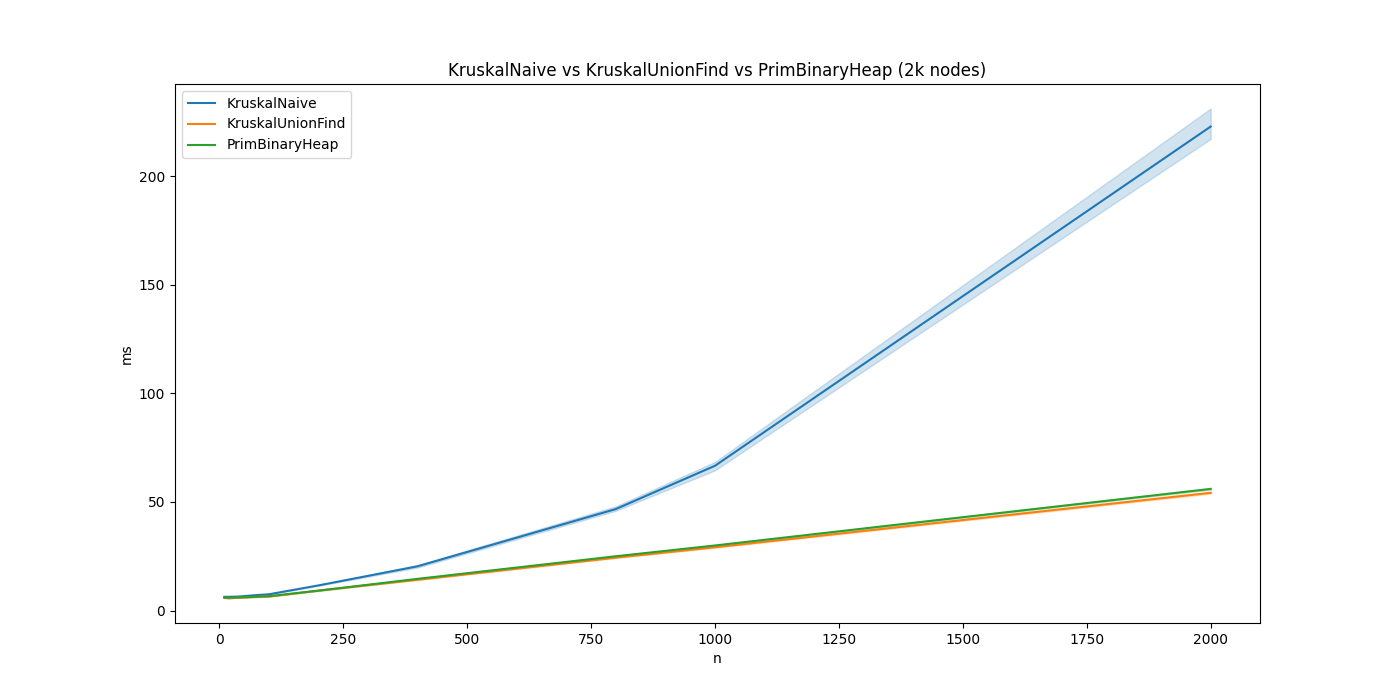 KruskalNaive vs KruskalUnionFind vs PrimBinaryHeap (2k nodes)
KruskalNaive
KruskalUnionFind
PrimBinaryHeap
200
150
100
50
0
ms
0 250 500 750 1000 1250 1500 1750 2000
n